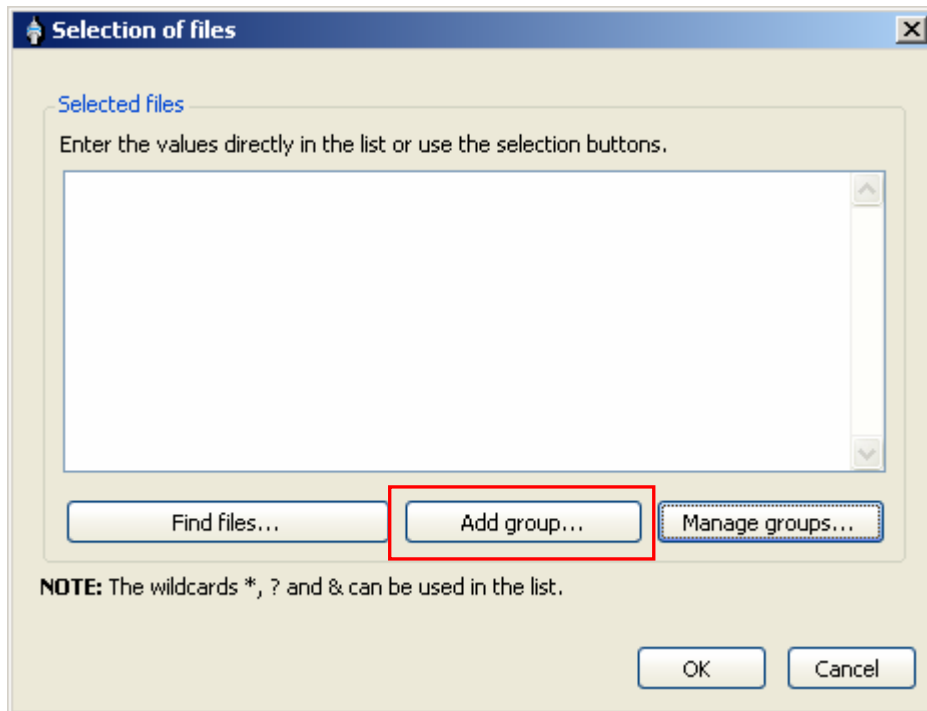 Selection of files
Selected files
Enter the values directly in the list or use the selection buttons.
Find files...
Add group...
Manage groups...
NOTE: The wildcards *, ? and & can be used in the list.
OK
Cancel